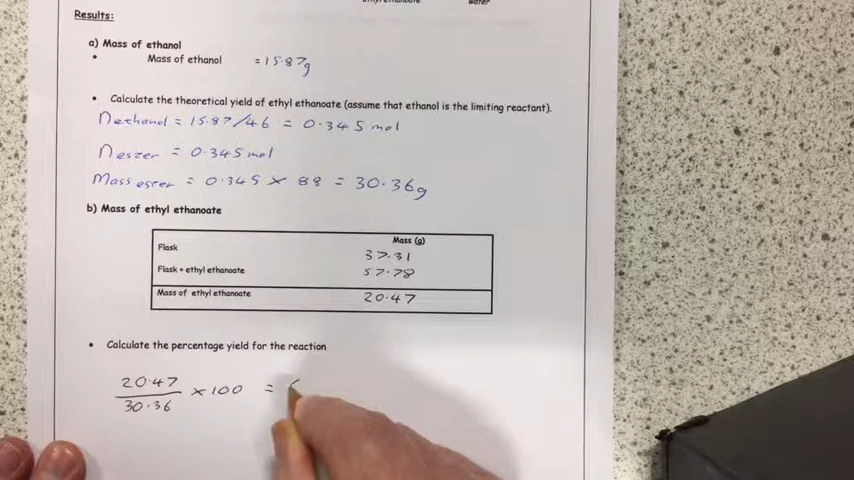 ethyl ethanoate water
Results:
a) Mass of ethanol
• Mass of ethanol = 15.87g
• Calculate the theoretical yield of ethyl ethanoate (assume that ethanol is the limiting reactant).
nethanol = 15.87/46 = 0.345 mol
nester = 0.345 mol
Mass ester = 0.345 × 88 = 30.36g
b) Mass of ethyl ethanoate
Mass (g)
Flask 37.31
Flask + ethyl ethanoate 57.78
Mass of ethyl ethanoate 20.47
• Calculate the percentage yield for the reaction
20.47
× 100 =
30.36